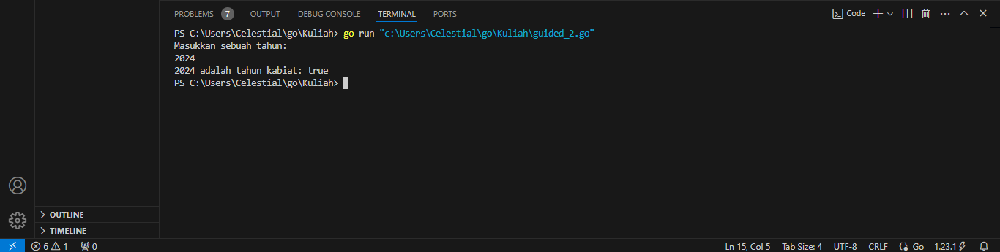 PROBLEMS 7 OUTPUT DEBUG CONSOLE TERMINAL PORTS Code
PS C:\Users\Celestial\go\Kuliah> go run "c:\Users\Celestial\go\Kuliah\guided_2.go"
Masukkan sebuah tahun:
2024
2024 adalah tahun kabiat: true
PS C:\Users\Celestial\go\Kuliah>
OUTLINE
TIMELINE
6 1 0 Ln 15, Col 5 Tab Size: 4 UTF-8 CRLF Go 1.23.1